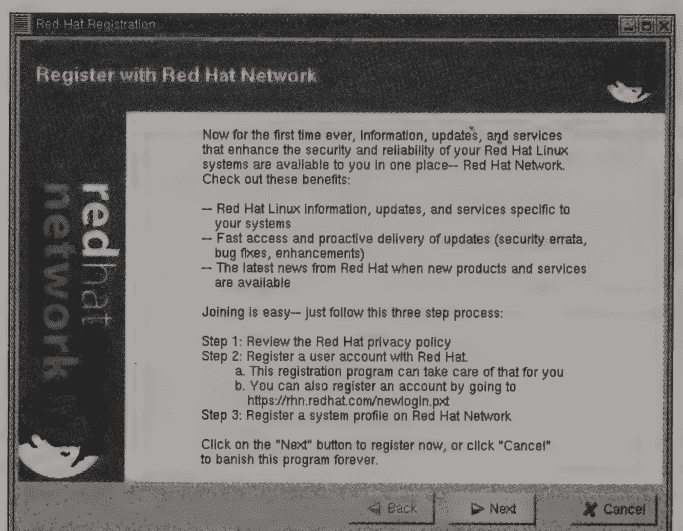 Red Hat Registration
Register with Red Hat Network
redhat
network
Now for the first time ever, information, updates, and services
that enhance the security and reliability of your Red Hat Linux
systems are available to you in one place-- Red Hat Network.
Check out these benefits:
-- Red Hat Linux information, updates, and services specific to
your systems
-- Fast access and proactive delivery of updates (security errata,
bug fixes, enhancements)
-- The latest news from Red Hat when new products and services
are available
Joining is easy-- just follow this three step process:
Step 1: Review the Red Hat privacy policy
Step 2: Register a user account with Red Hat.
a. This registration program can take care of that for you
b. You can also register an account by going to
https://rhn.redhat.com/newlogin.pxt
Step 3: Register a system profile on Red Hat Network
Click on the "Next" button to register now, or click "Cancel"
to banish this program forever.
Back
Next
Cancel